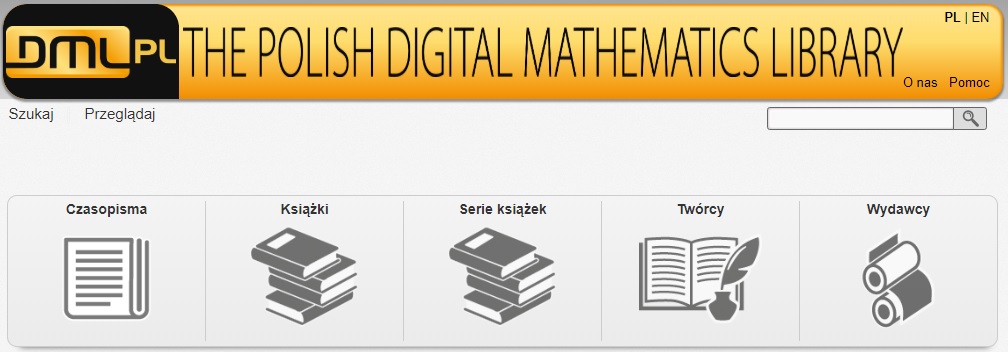 DML PL THE POLISH DIGITAL MATHEMATICS LIBRARY
PL | EN
O nas Pomoc
Szukaj Przeglądaj
Czasopisma Książki Serie książek Twórcy Wydawcy